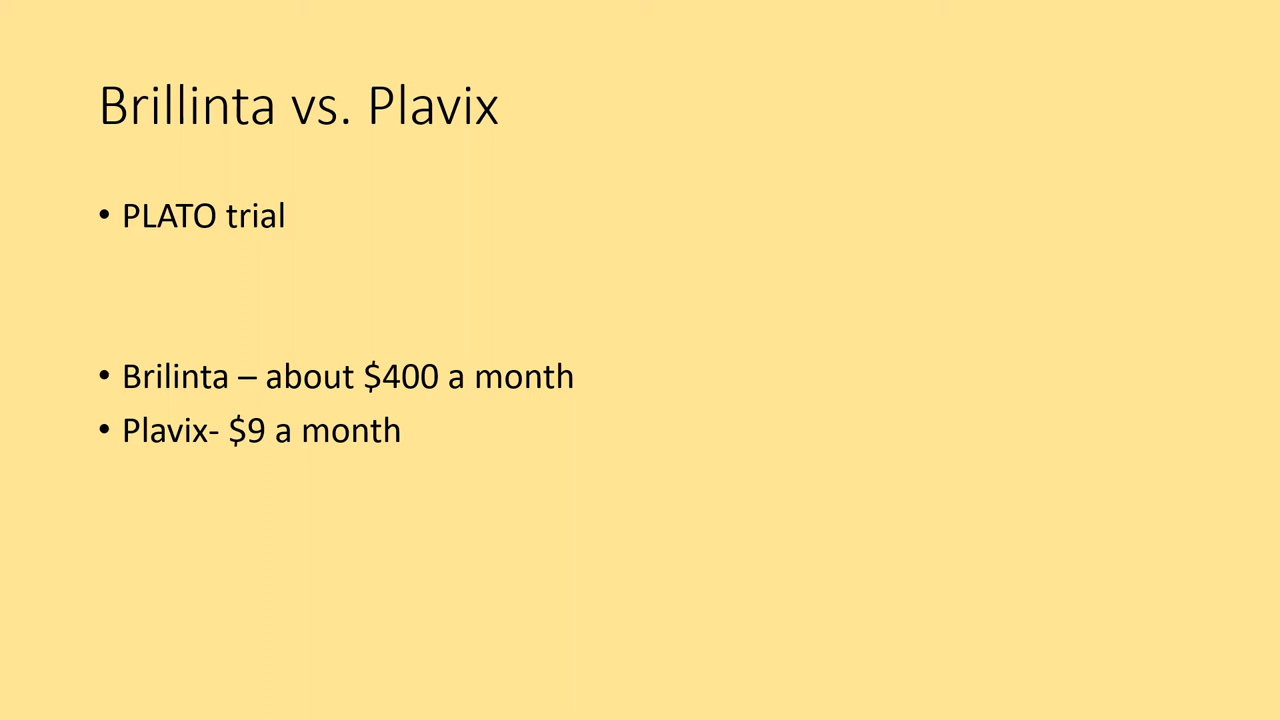 Brillinta vs. Plavix
• PLATO trial
• Brilinta – about $400 a month
• Plavix- $9 a month